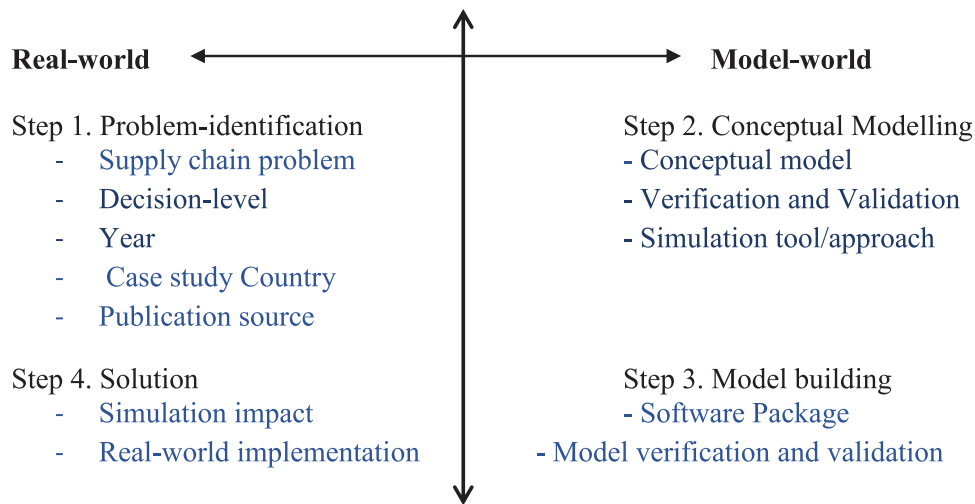 Real-world
Model-world
Step 1. Problem-identification
- Supply chain problem
- Decision-level
- Year
- Case study Country
- Publication source
Step 2. Conceptual Modelling
- Conceptual model
- Verification and Validation
- Simulation tool/approach
Step 4. Solution
- Simulation impact
- Real-world implementation
Step 3. Model building
- Software Package
- Model verification and validation